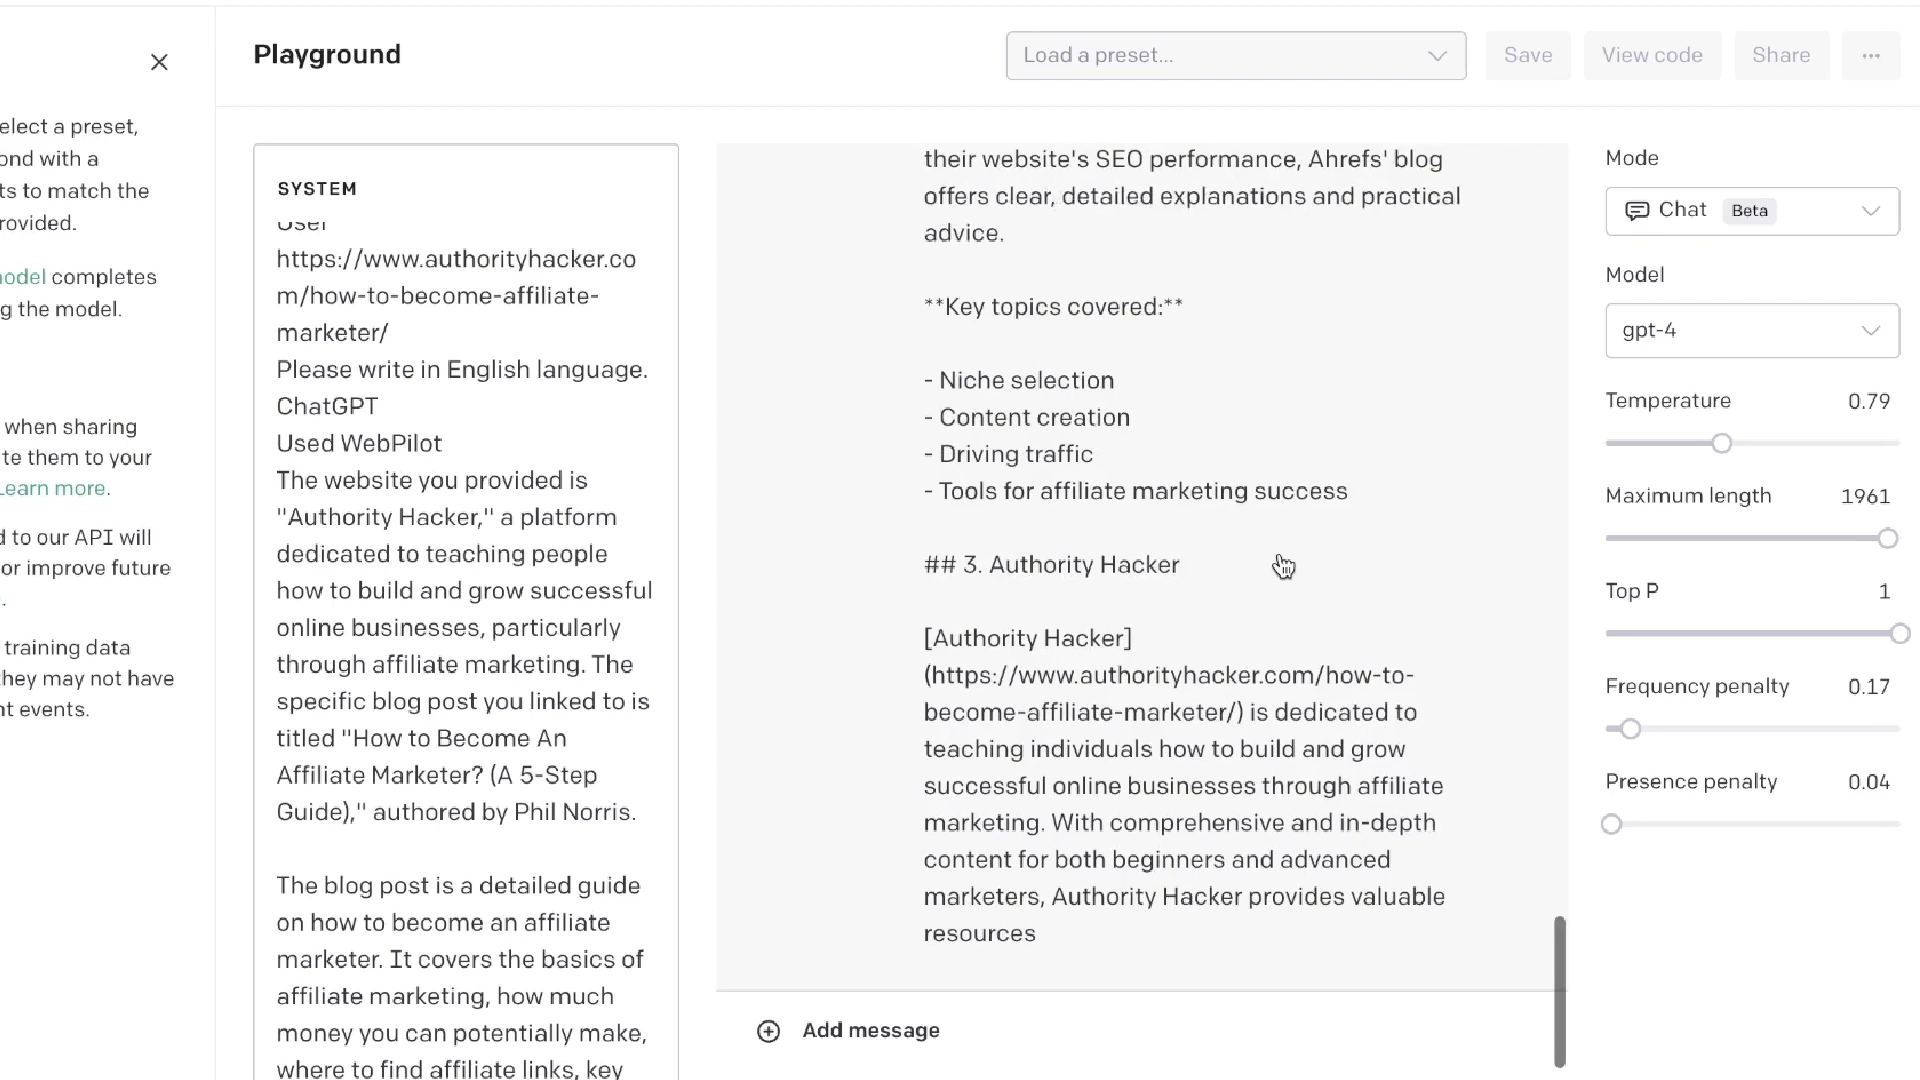 Playground
Load a preset...
Save
View code
Share
...
elect a preset,
ond with a
ts to match the
rovided.
odel completes
g the model.
when sharing
te them to your
Learn more.
d to our API will
or improve future
.
training data
they may not have
nt events.
SYSTEM
User
https://www.authorityhacker.co
m/how-to-become-affiliate-
marketer/
Please write in English language.
ChatGPT
Used WebPilot
The website you provided is
"Authority Hacker," a platform
dedicated to teaching people
how to build and grow successful
online businesses, particularly
through affiliate marketing. The
specific blog post you linked to is
titled "How to Become An
Affiliate Marketer? (A 5-Step
Guide)," authored by Phil Norris.
The blog post is a detailed guide
on how to become an affiliate
marketer. It covers the basics of
affiliate marketing, how much
money you can potentially make,
where to find affiliate links, key
their website's SEO performance, Ahrefs' blog
offers clear, detailed explanations and practical
advice.
**Key topics covered:**
- Niche selection
- Content creation
- Driving traffic
- Tools for affiliate marketing success
## 3. Authority Hacker
[Authority Hacker]
(https://www.authorityhacker.com/how-to-
become-affiliate-marketer/) is dedicated to
teaching individuals how to build and grow
successful online businesses through affiliate
marketing. With comprehensive and in-depth
content for both beginners and advanced
marketers, Authority Hacker provides valuable
resources
Add message
Mode
Chat Beta
Model
gpt-4
Temperature 0.79
Maximum length 1961
Top P 1
Frequency penalty 0.17
Presence penalty 0.04